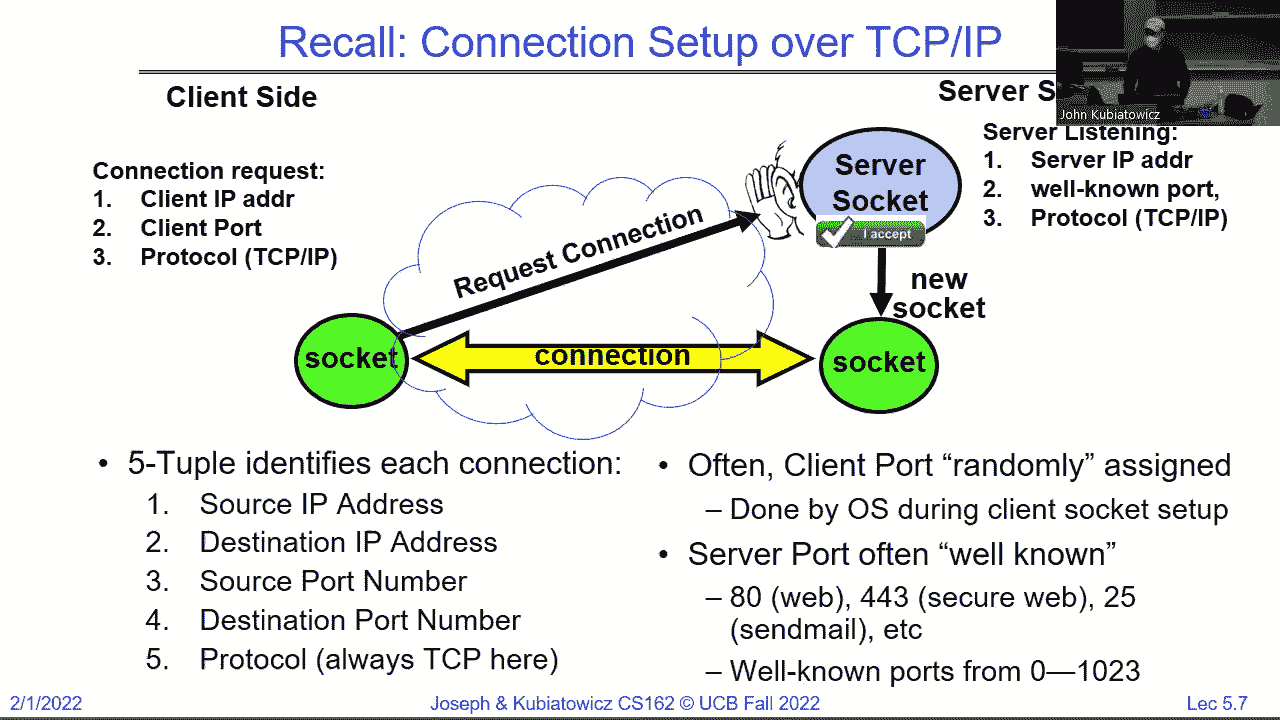 Recall: Connection Setup over TCP/IP
Client Side
Server S
John Kubiatowicz
Connection request:
1. Client IP addr
2. Client Port
3. Protocol (TCP/IP)
Server Listening:
1. Server IP addr
2. well-known port,
3. Protocol (TCP/IP)
Server
Socket
I accept
Request Connection
new
socket
socket
connection
socket
• 5-Tuple identifies each connection:
1. Source IP Address
2. Destination IP Address
3. Source Port Number
4. Destination Port Number
5. Protocol (always TCP here)
• Often, Client Port “randomly” assigned
– Done by OS during client socket setup
• Server Port often “well known”
– 80 (web), 443 (secure web), 25
(sendmail), etc
– Well-known ports from 0—1023
2/1/2022
Joseph & Kubiatowicz CS162 © UCB Fall 2022
Lec 5.7